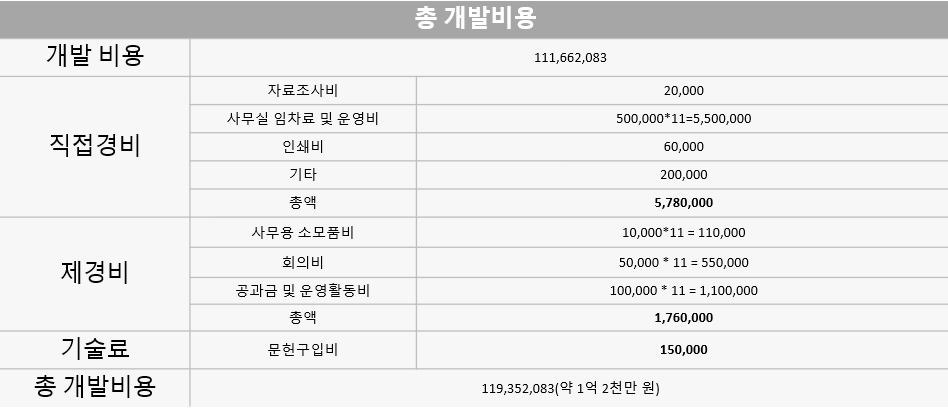 총 개발비용
개발 비용 111,662,083
직접경비
자료조사비 20,000
사무실 임차료 및 운영비 500,000*11=5,500,000
인쇄비 60,000
기타 200,000
총액 5,780,000
제경비
사무용 소모품비 10,000*11 = 110,000
회의비 50,000 * 11 = 550,000
공과금 및 운영활동비 100,000 * 11 = 1,100,000
총액 1,760,000
기술료 문헌구입비 150,000
총 개발비용 119,352,083(약 1억 2천만 원)